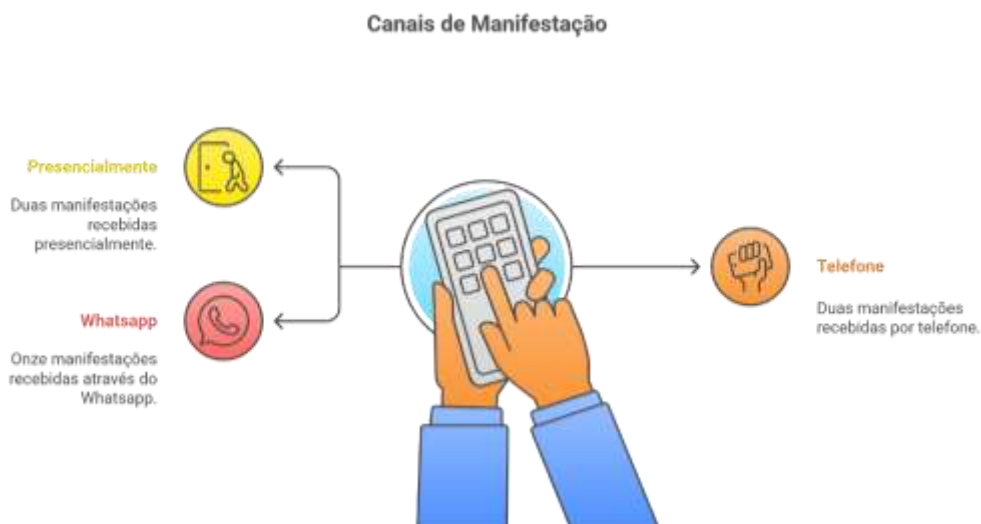 Canais de Manifestação
Presencialmente
Duas manifestações
recebidas
presencialmente.
Whatsapp
Onze manifestações
recebidas através do
Whatsapp.
Telefone
Duas manifestações
recebidas por telefone.